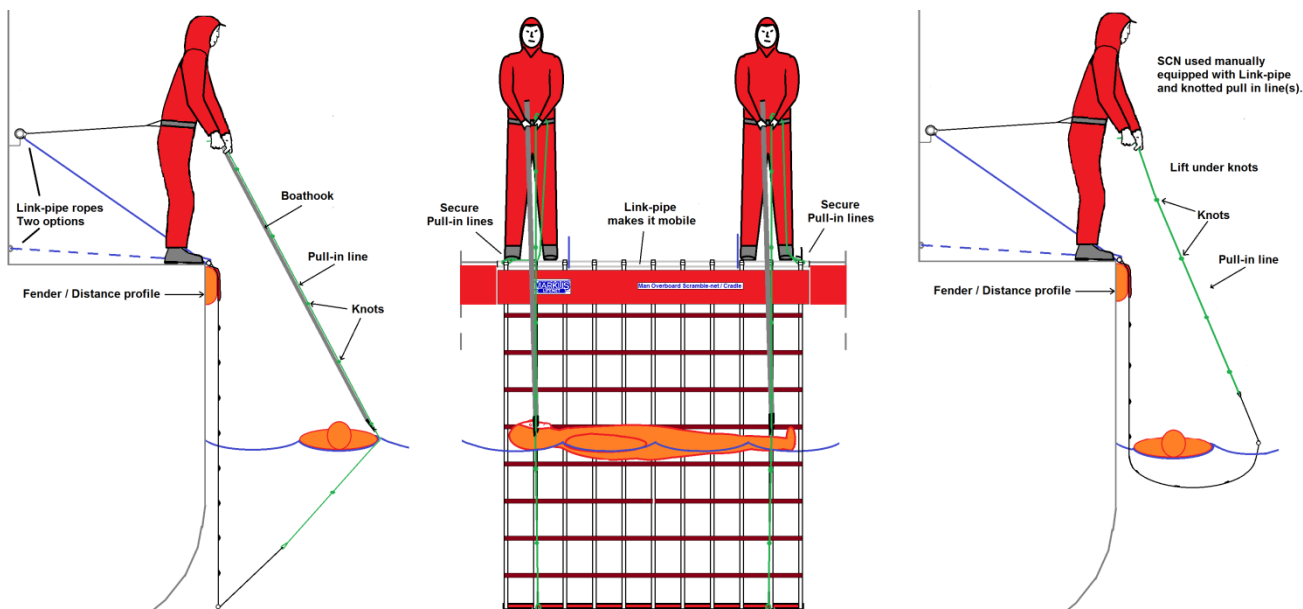 Link-pipe ropes
Two options
Boathook
Pull-in line
Knots
Fender / Distance profile
Secure
Pull-in lines
Link-pipe
makes it mobile
Secure
Pull-in lines
MARKUS
LIFENET
Man Overboard Scramble-net / Cradle
SCN used manually
equipped with Link-pipe
and knotted pull in line(s).
Lift under knots
Knots
Pull-in line
Fender / Distance profile